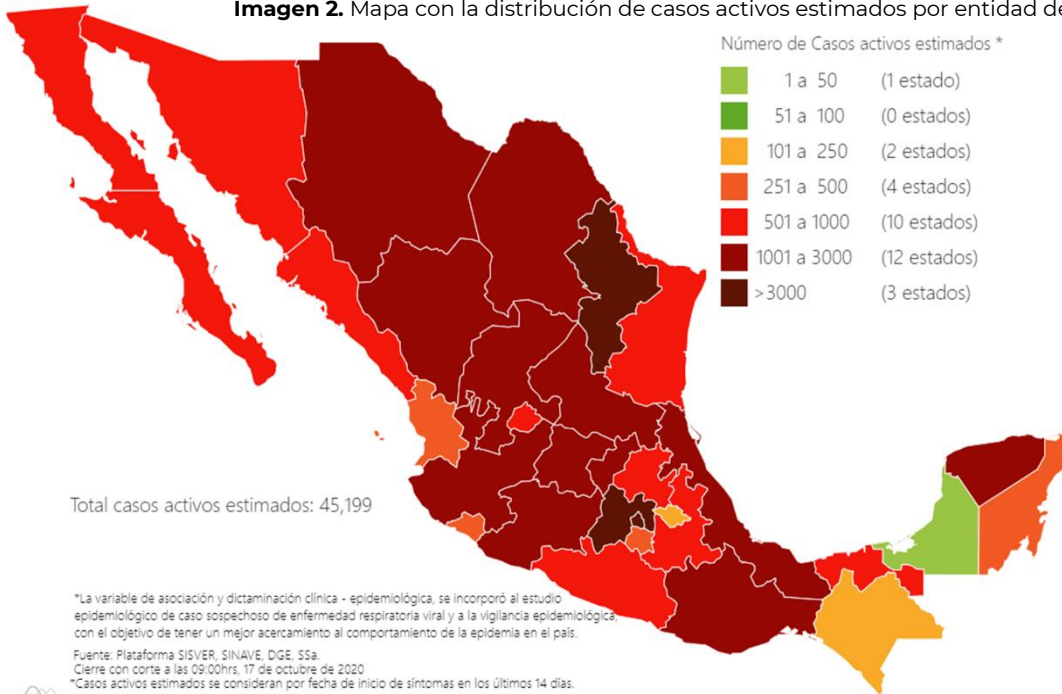 Imagen 2. Mapa con la distribución de casos activos estimados por entidad de
Número de Casos activos estimados *
1 a 50 (1 estado)
51 a 100 (0 estados)
101 a 250 (2 estados)
251 a 500 (4 estados)
501 a 1000 (10 estados)
1001 a 3000 (12 estados)
>3000 (3 estados)
Total casos activos estimados: 45,199
*La variable de asociación y dictaminación clínica - epidemiológica, se incorporó al estudio
epidemiológico de caso sospechoso de enfermedad respiratoria viral y a la vigilancia epidemiológica,
con el objetivo de tener un mejor acercamiento al comportamiento de la epidemia en el país.
Fuente: Plataforma SISVER, SINAVE, DGE, SSa.
Cierre con corte a las 09:00hrs, 17 de octubre de 2020
*Casos activos estimados se consideran por fecha de inicio de síntomas en los últimos 14 días.